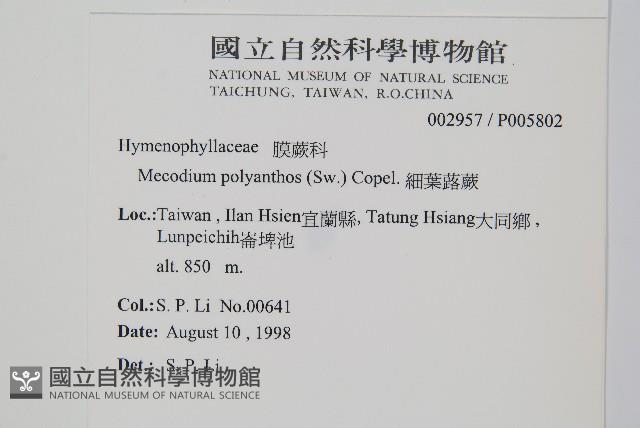 國立自然科學博物館
NATIONAL MUSEUM OF NATURAL SCIENCE
TAICHUNG, TAIWAN, R.O.CHINA
002957 / P005802
Hymenophyllaceae 膜蕨科
Mecodium polyanthos (Sw.) Copel. 細葉蕗蕨
Loc.:Taiwan , Ilan Hsien宜蘭縣, Tatung Hsiang大同鄉 ,
Lunpeichih崙埤池
alt. 850 m.
Col.:S. P. Li No.00641
Date: August 10 , 1998
Det.: S. P. Li
國立自然科學博物館
NATIONAL MUSEUM OF NATURAL SCIENCE